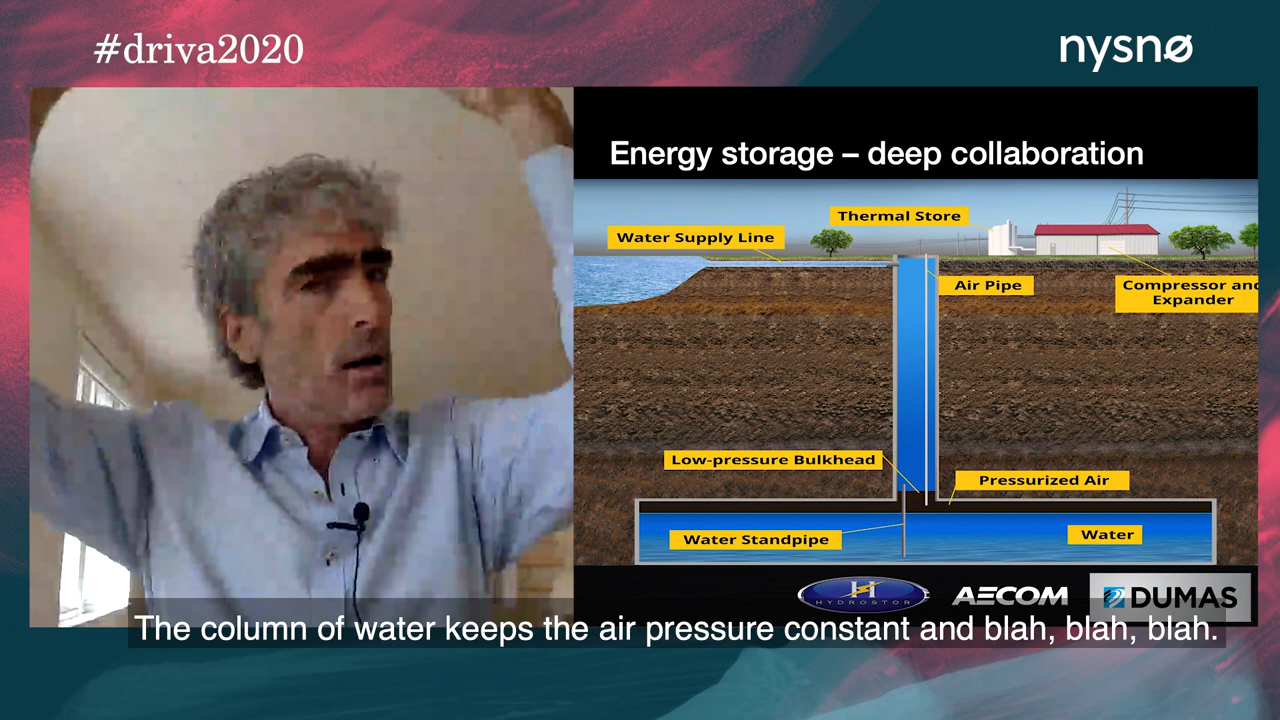 #driva2020
nysnø
Energy storage – deep collaboration
Thermal Store
Water Supply Line
Air Pipe
Compressor and
Expander
Low-pressure Bulkhead
Pressurized Air
Water Standpipe
Water
HYDROSTOR
AECOM
DUMAS
The column of water keeps the air pressure constant and blah, blah, blah.